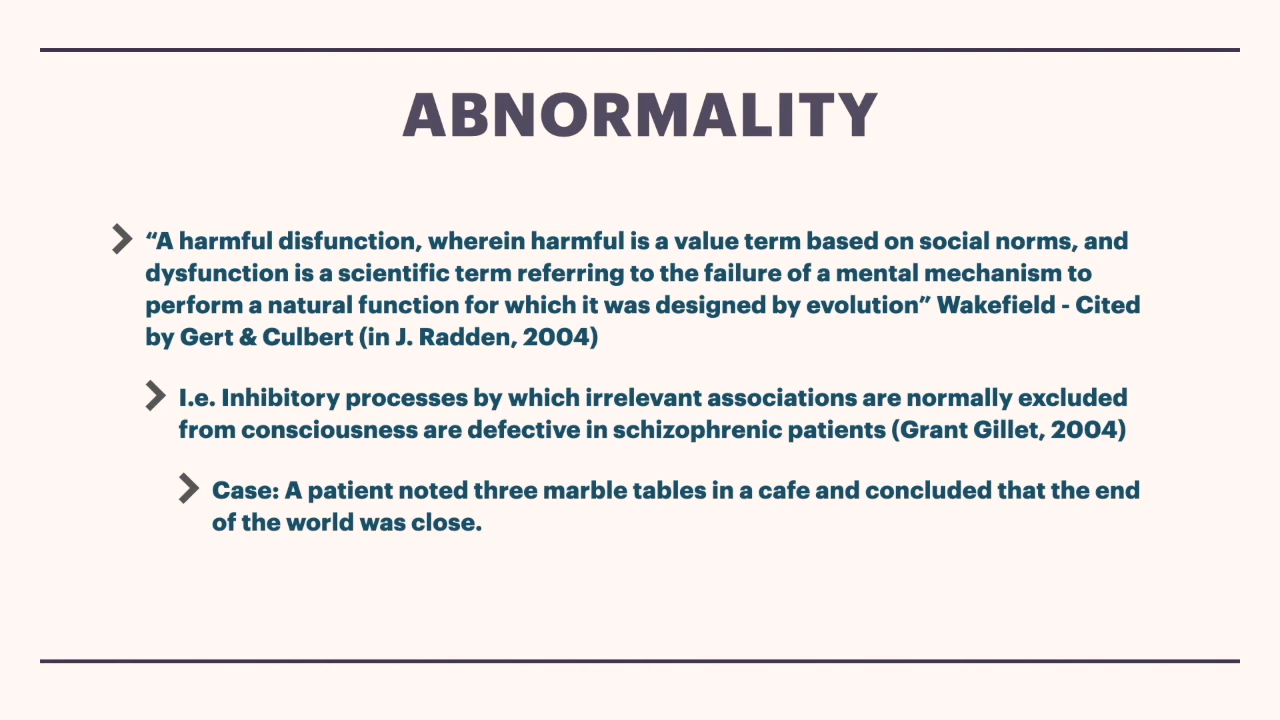 ABNORMALITY
“A harmful disfunction, wherein harmful is a value term based on social norms, and
dysfunction is a scientific term referring to the failure of a mental mechanism to
perform a natural function for which it was designed by evolution” Wakefield - Cited
by Gert & Culbert (in J. Radden, 2004)
I.e. Inhibitory processes by which irrelevant associations are normally excluded
from consciousness are defective in schizophrenic patients (Grant Gillet, 2004)
Case: A patient noted three marble tables in a cafe and concluded that the end
of the world was close.